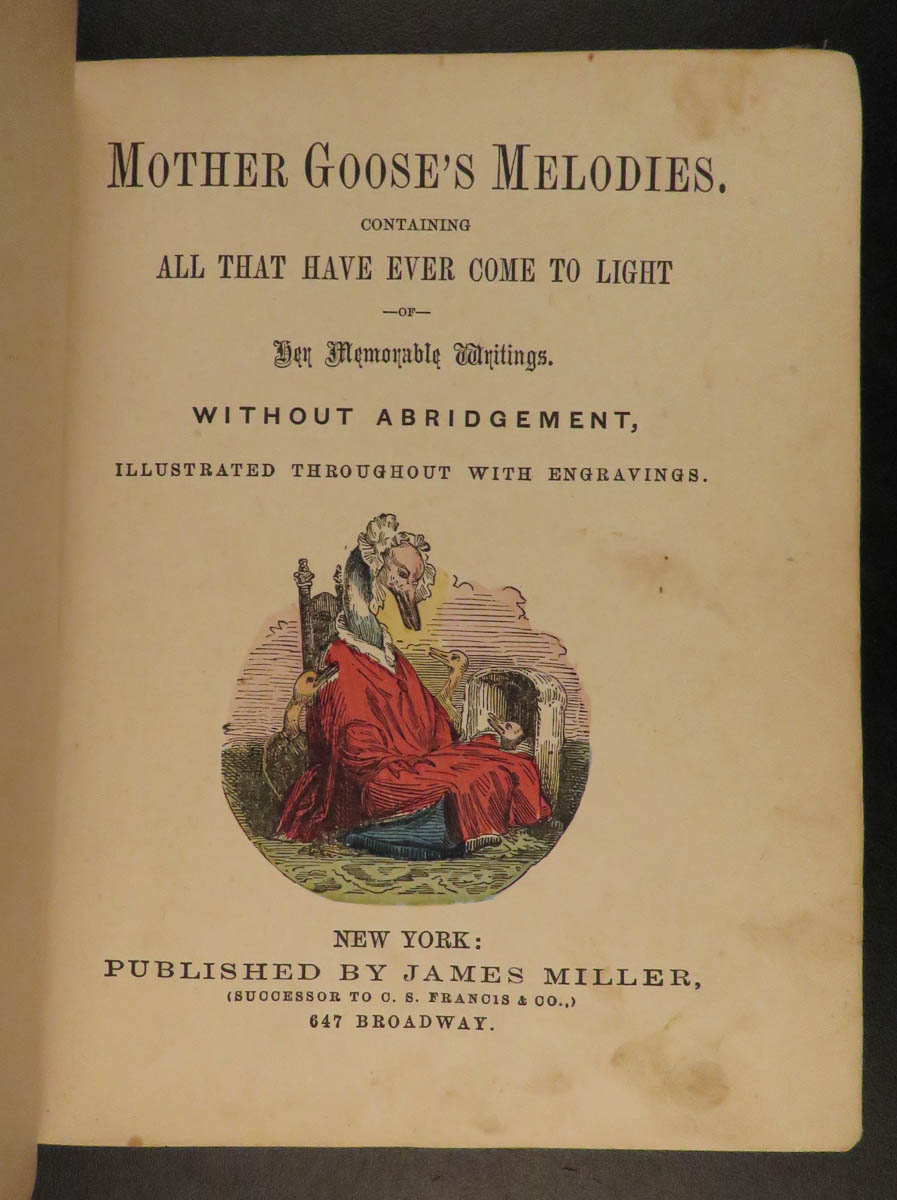 MOTHER GOOSE'S MELODIES.
CONTAINING
ALL THAT HAVE EVER COME TO LIGHT
—OF—
Her Memorable Writings.
WITHOUT ABRIDGEMENT,
ILLUSTRATED THROUGHOUT WITH ENGRAVINGS.
NEW YORK:
PUBLISHED BY JAMES MILLER,
(SUCCESSOR TO C. S. FRANCIS & CO.,)
647 BROADWAY.